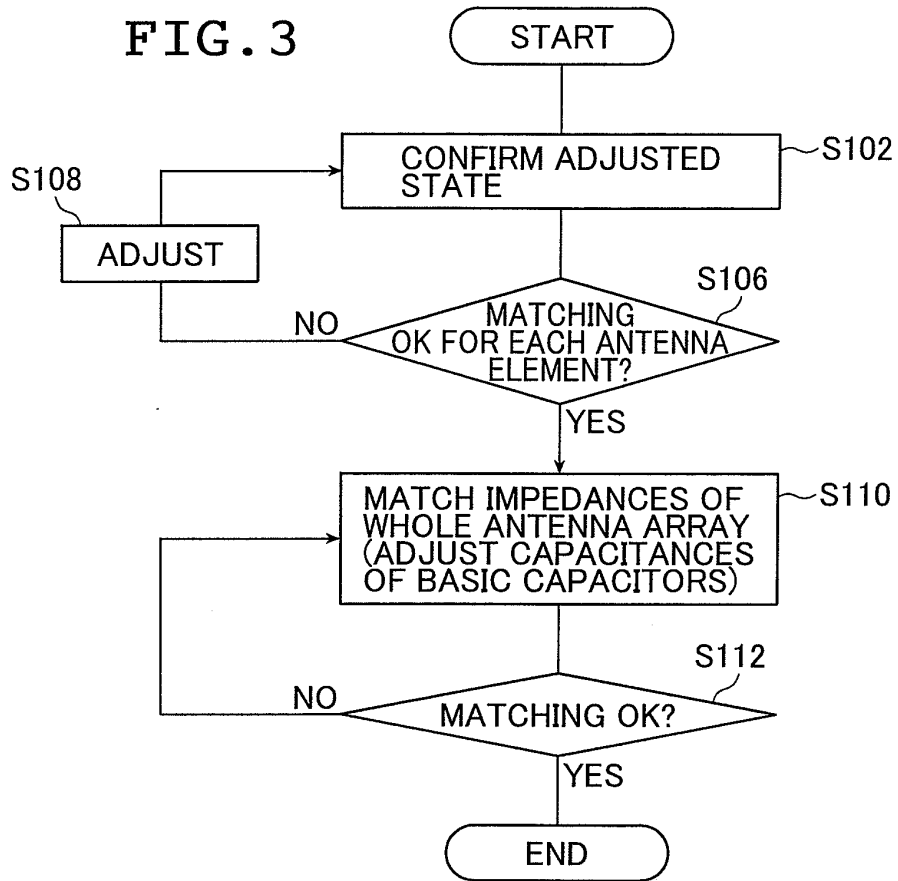 FIG.3
START
CONFIRM ADJUSTED
STATE
S102
S108
ADJUST
S106
MATCHING
OK FOR EACH ANTENNA
ELEMENT?
NO
YES
MATCH IMPEDANCES OF
WHOLE ANTENNA ARRAY
(ADJUST CAPACITANCES
OF BASIC CAPACITORS)
S110
S112
MATCHING OK?
NO
YES
END